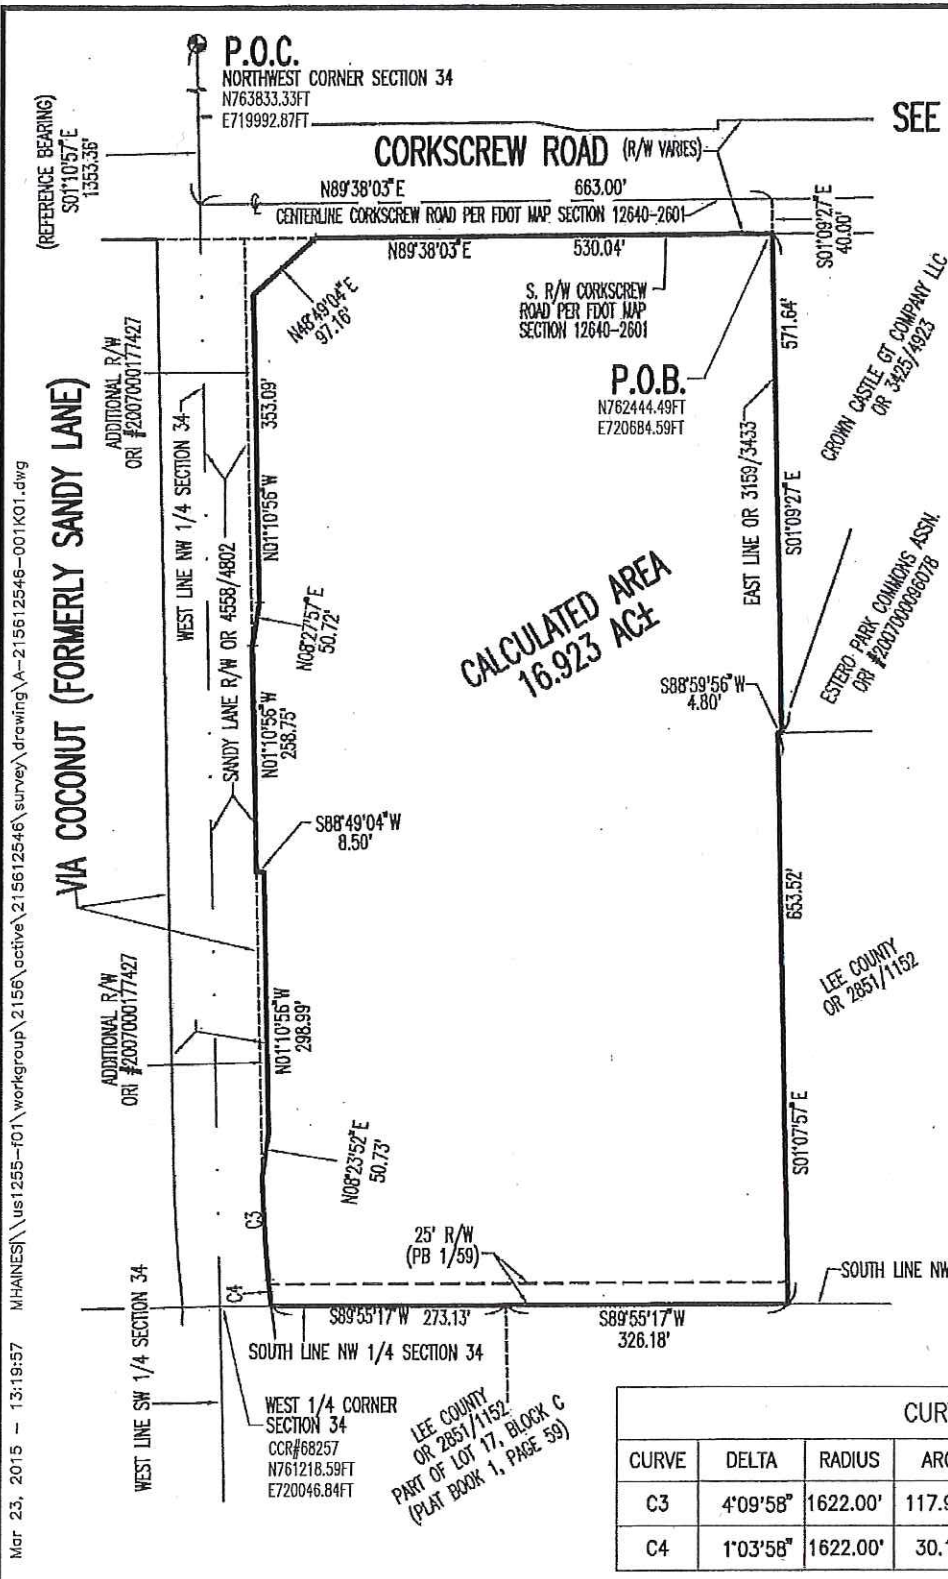 P.O.C.
NORTHWEST CORNER SECTION 34
N763833.33FT
E719992.87FT
SEE
CORKSCREW ROAD (R/W VARIES)
(REFERENCE BEARING)
S01°10'57"E
1353.36'
N89°38'03"E 663.00'
CENTERLINE CORKSCREW ROAD PER FDOT MAP SECTION 12640-2601
S01°09'27"E
40.00'
N89°38'03"E 530.04'
N48°49'04"E
97.16'
S. R/W CORKSCREW
ROAD PER FDOT MAP
SECTION 12640-2601
P.O.B.
N762444.49FT
E720684.59FT
571.64'
S01°09'27"E
EAST LINE OR 3159/3433
CROWN CASTLE GT COMPANY LLC
OR 3425/4923
ADDITIONAL R/W
ORI #2007000177427
WEST LINE NW 1/4 SECTION 34
353.09'
N01°10'56"W
VIA COCONUT (FORMERLY SANDY LANE)
SANDY LANE R/W OR 4558/4802
N08°27'57"E
50.72'
CALCULATED AREA
16.923 AC±
ESTERO PARK COMMONS ASSN.
ORI #2007000096078
S88°59'56"W
4.80'
N01°10'56"W
258.75'
S88°49'04"W
8.50'
653.52'
S01°07'57"E
LEE COUNTY
OR 2851/1152
ADDITIONAL R/W
ORI #2007000177427
N01°10'56"W
298.99'
N08°23'52"E
50.73'
C3
25' R/W
(PB 1/59)
C4
SOUTH LINE NW
S89°55'17"W 273.13'
S89°55'17"W
326.18'
SOUTH LINE NW 1/4 SECTION 34
WEST LINE SW 1/4 SECTION 34
WEST 1/4 CORNER
SECTION 34
CCR#68257
N761218.59FT
E720046.84FT
LEE COUNTY
OR 2851/1152
PART OF LOT 17, BLOCK C
(PLAT BOOK 1, PAGE 59)
CUR
CURVE DELTA RADIUS AR
C3 4°09'58" 1622.00' 117.9
C4 1°03'58" 1622.00' 30.1
Mar 23, 2015 - 13:19:57 MHAINES|\\us1255-f01\workgroup\2156\active\215612546\survey\drawing\A-215612546-001K01.dwg